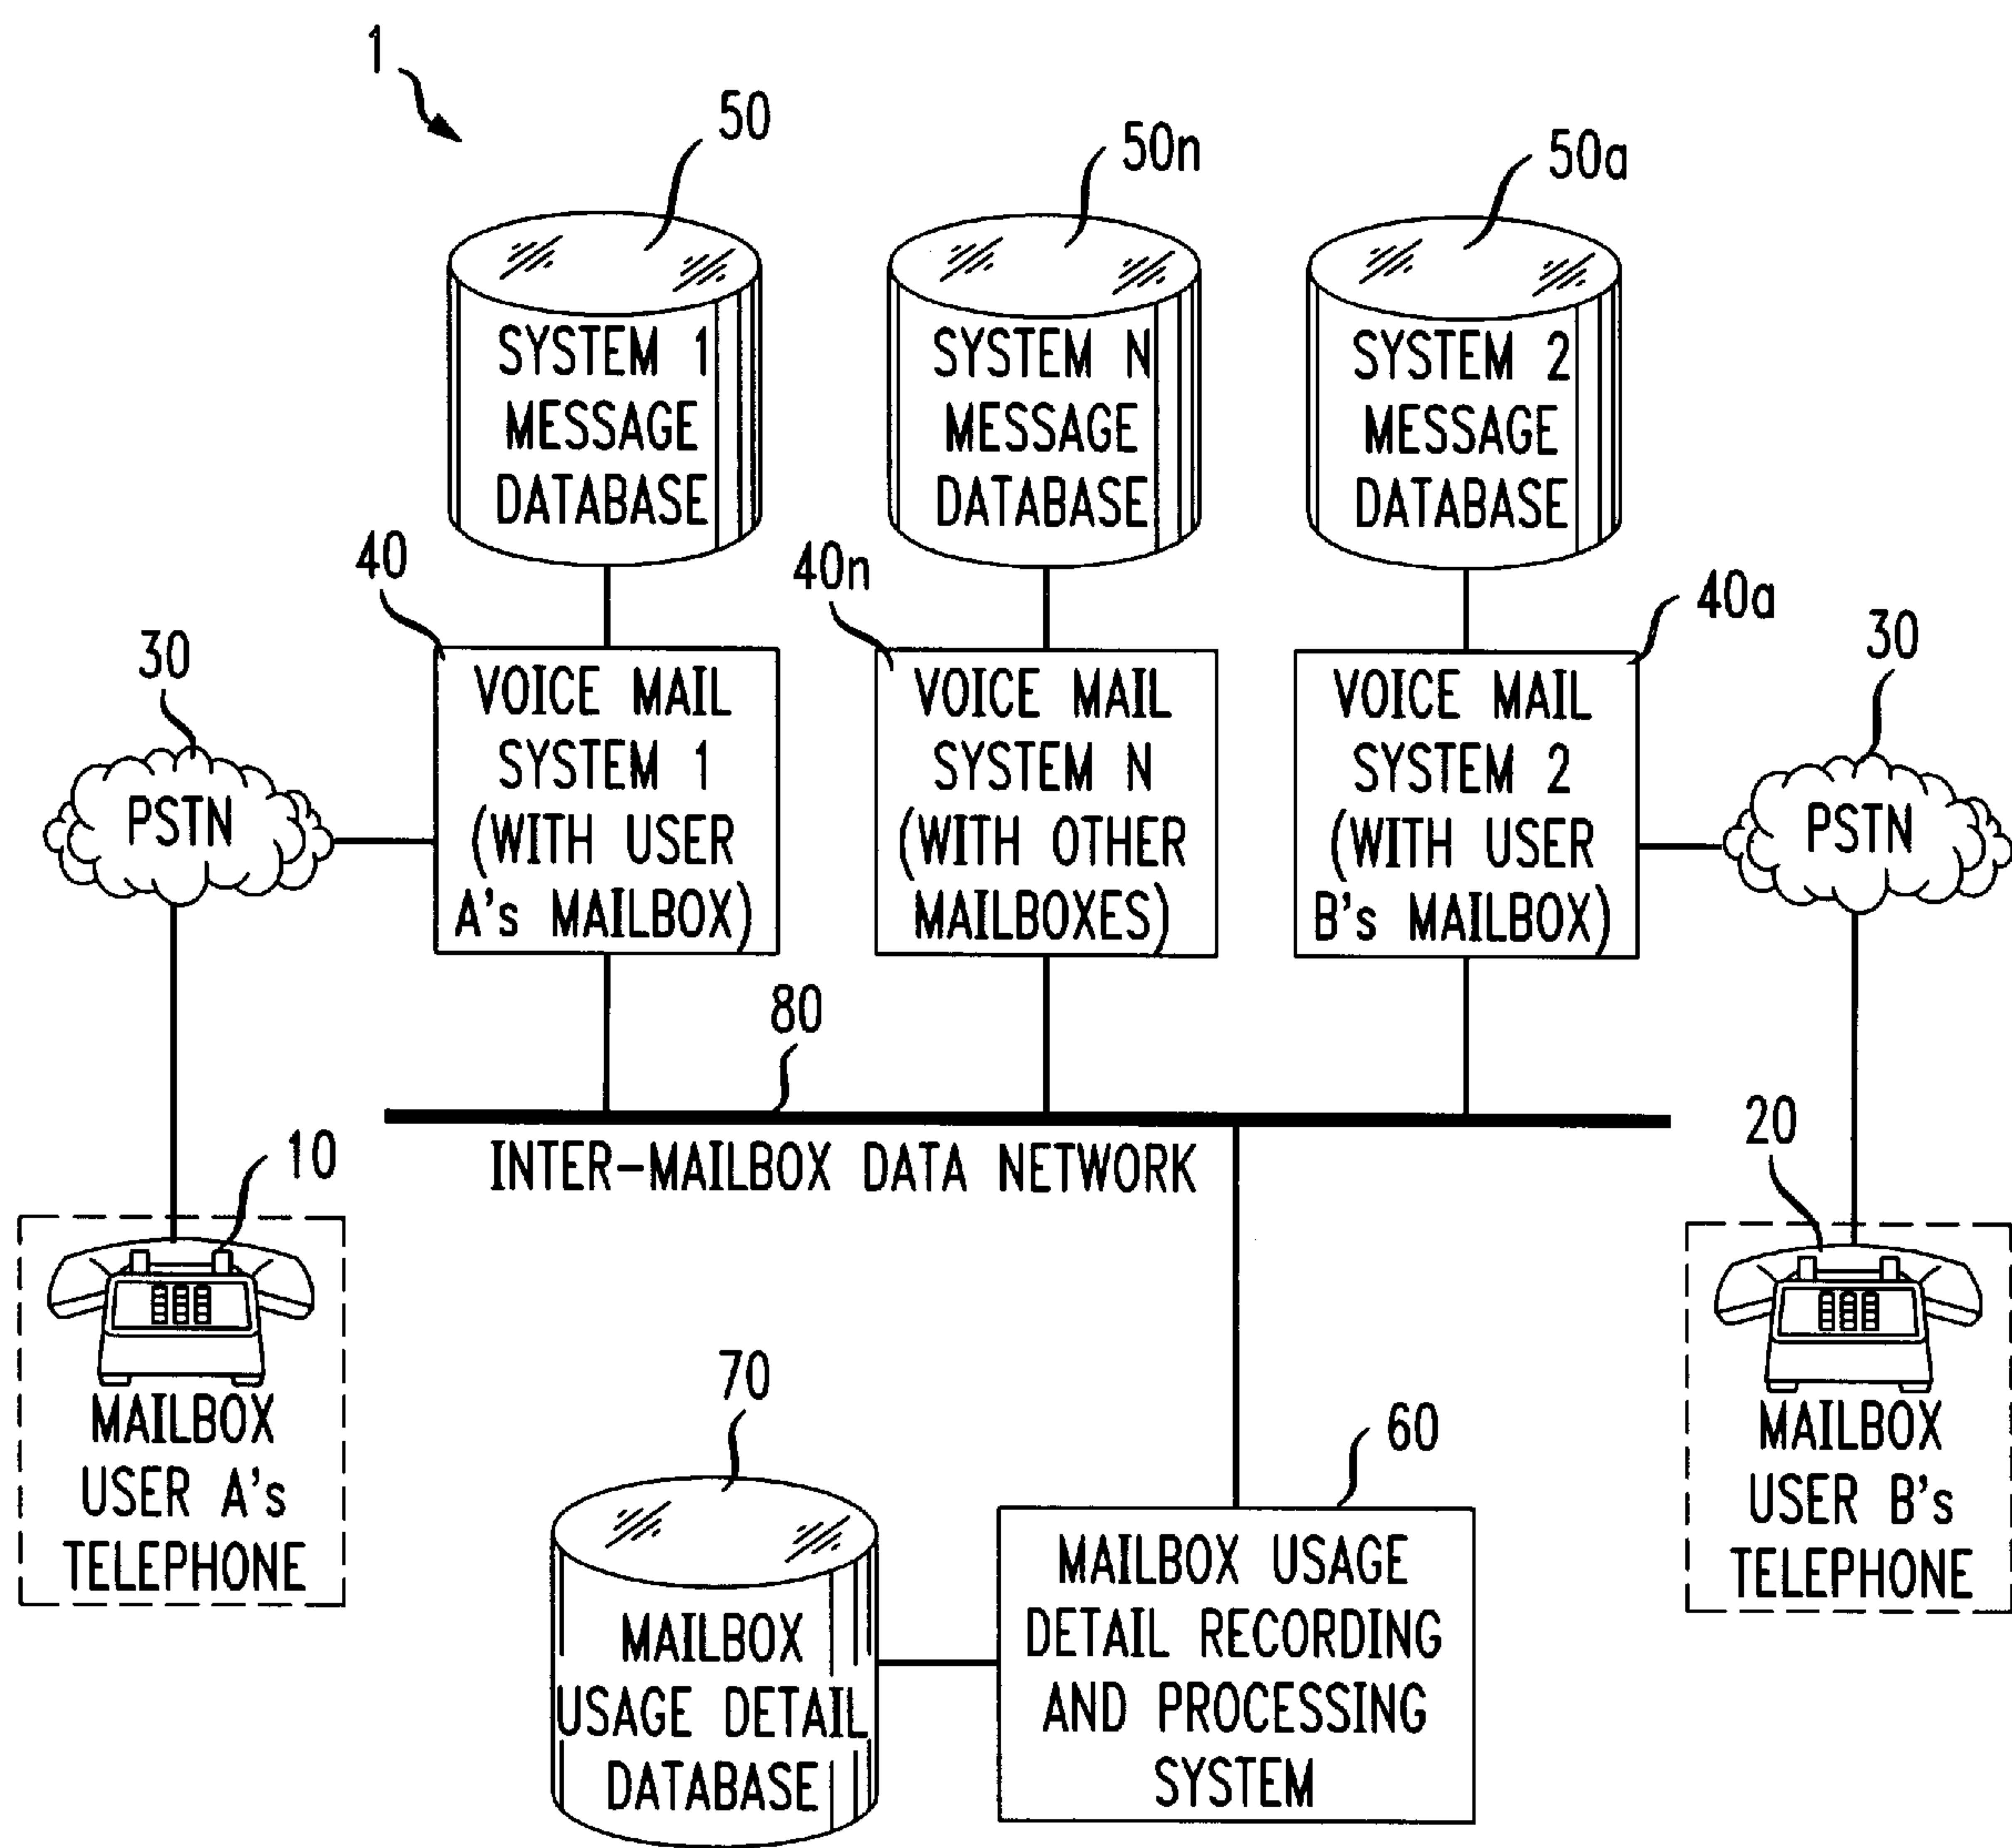 1
50
50n
50a
SYSTEM 1
MESSAGE
DATABASE
SYSTEM N
MESSAGE
DATABASE
SYSTEM 2
MESSAGE
DATABASE
40
40n
40a
30
30
VOICE MAIL
SYSTEM 1
(WITH USER
A's MAILBOX)
VOICE MAIL
SYSTEM N
(WITH OTHER
MAILBOXES)
VOICE MAIL
SYSTEM 2
(WITH USER
B's MAILBOX)
PSTN
PSTN
80
INTER-MAILBOX DATA NETWORK
10
20
MAILBOX
USER A's
TELEPHONE
MAILBOX
USER B's
TELEPHONE
70
60
MAILBOX
USAGE DETAIL
DATABASE
MAILBOX USAGE
DETAIL RECORDING
AND PROCESSING
SYSTEM